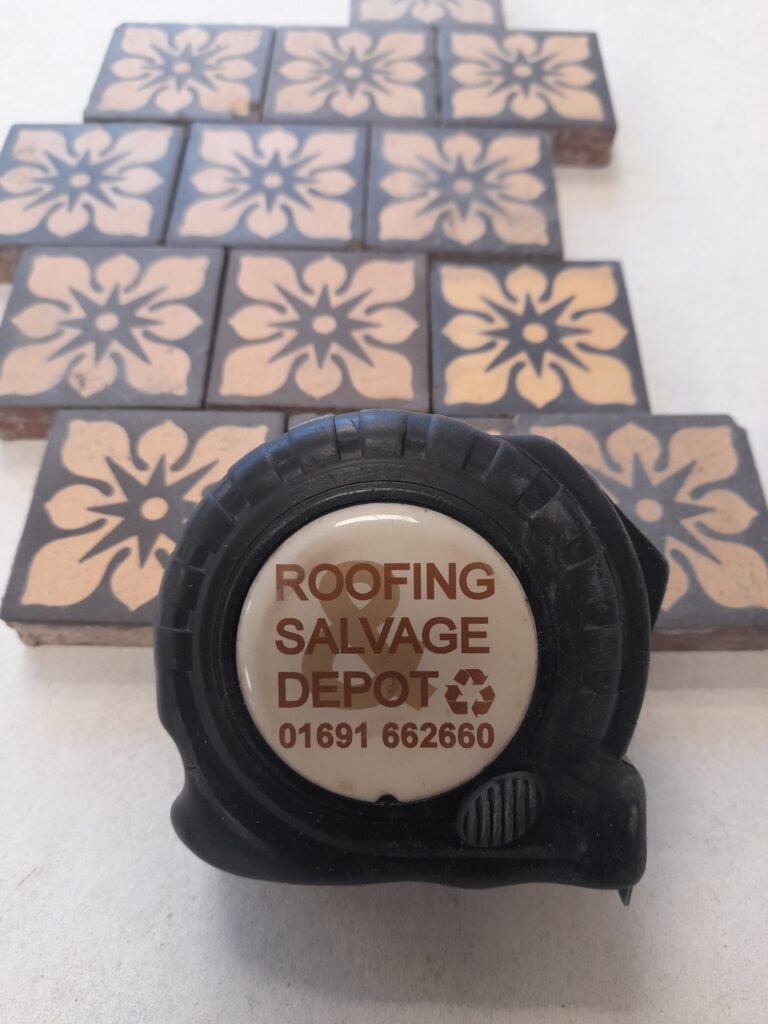 ROOFING
&
SALVAGE
DEPOT
01691 662660